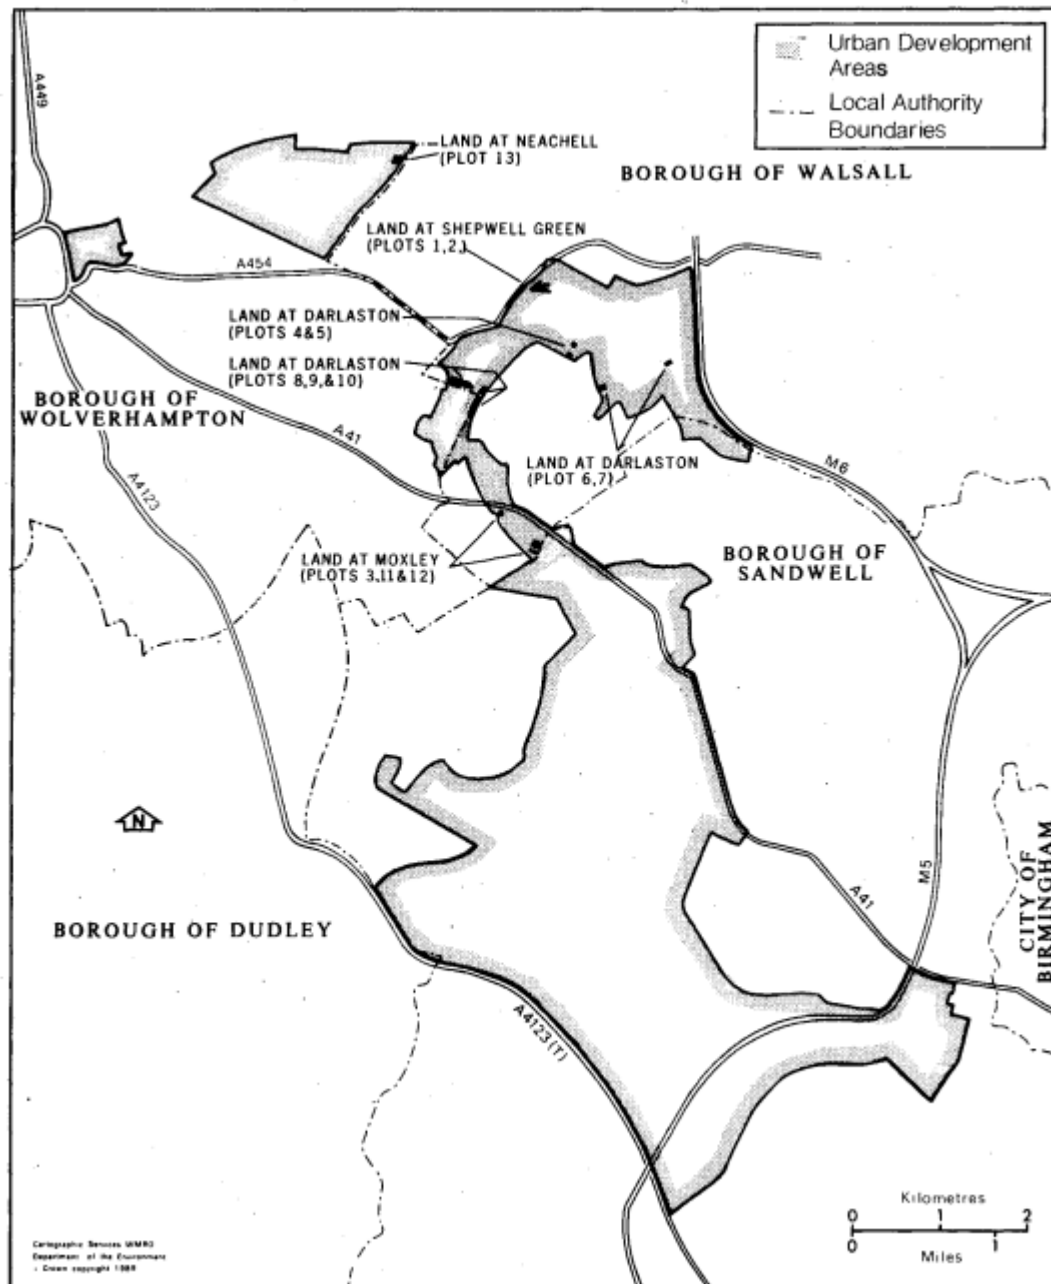 Urban Development
Areas
Local Authority
Boundaries
A449
LAND AT NEACHELL
(PLOT 13)
BOROUGH OF WALSALL
LAND AT SHEPWELL GREEN
(PLOTS 1,2)
A454
LAND AT DARLASTON
(PLOTS 4&5)
LAND AT DARLASTON
(PLOTS 8,9,&10)
BOROUGH OF
WOLVERHAMPTON
A41
LAND AT DARLASTON
(PLOT 6,7)
M6
A4123
LAND AT MOXLEY
(PLOTS 3,11&12)
BOROUGH OF
SANDWELL
N
BOROUGH OF DUDLEY
A41
M5
CITY OF
BIRMINGHAM
A4123(T)
Kilometres
0 1 2
0 1
Miles
Cartographic Services WMRO
Department of the Environment
Crown copyright